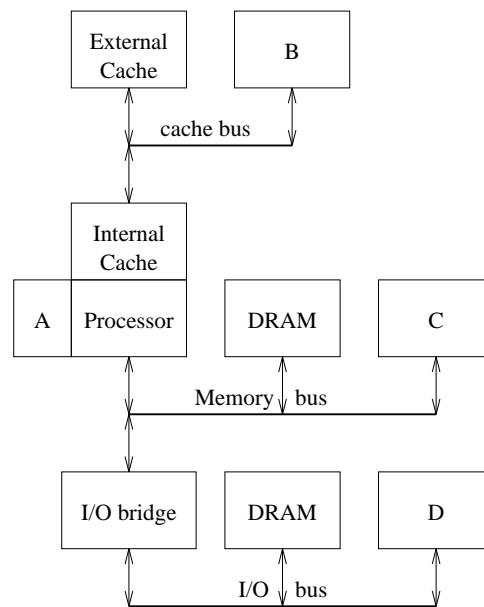 External
Cache
B
cache bus
Internal
Cache
A
Processor
DRAM
C
Memory bus
I/O bridge
DRAM
D
I/O bus